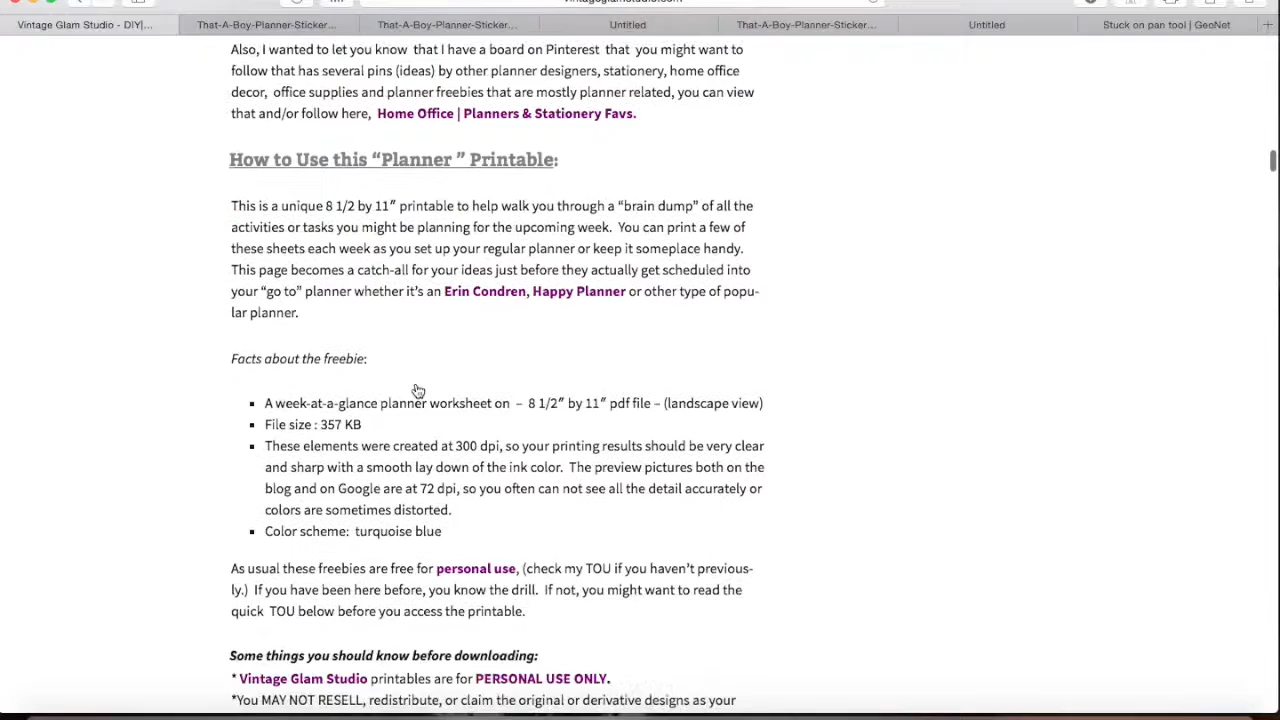 Vintage Glam Studio - DIY|...
That-A-Boy-Planner-Sticker...
That-A-Boy-Planner-Sticker...
Untitled
That-A-Boy-Planner-Sticker...
Untitled
Stuck on pan tool | GeoNet
Also, I wanted to let you know that I have a board on Pinterest that you might want to
follow that has several pins (ideas) by other planner designers, stationery, home office
decor, office supplies and planner freebies that are mostly planner related, you can view
that and/or follow here, Home Office | Planners & Stationery Favs.
How to Use this “Planner ” Printable:
This is a unique 8 1/2 by 11″ printable to help walk you through a “brain dump” of all the
activities or tasks you might be planning for the upcoming week. You can print a few of
these sheets each week as you set up your regular planner or keep it someplace handy.
This page becomes a catch-all for your ideas just before they actually get scheduled into
your “go to” planner whether it’s an Erin Condren, Happy Planner or other type of popu-
lar planner.
Facts about the freebie:
▪ A week-at-a-glance planner worksheet on – 8 1/2″ by 11″ pdf file – (landscape view)
▪ File size : 357 KB
▪ These elements were created at 300 dpi, so your printing results should be very clear
and sharp with a smooth lay down of the ink color. The preview pictures both on the
blog and on Google are at 72 dpi, so you often can not see all the detail accurately or
colors are sometimes distorted.
▪ Color scheme: turquoise blue
As usual these freebies are free for personal use, (check my TOU if you haven’t previous-
ly.) If you have been here before, you know the drill. If not, you might want to read the
quick TOU below before you access the printable.
Some things you should know before downloading:
* Vintage Glam Studio printables are for PERSONAL USE ONLY.
*You MAY NOT RESELL, redistribute, or claim the original or derivative designs as your